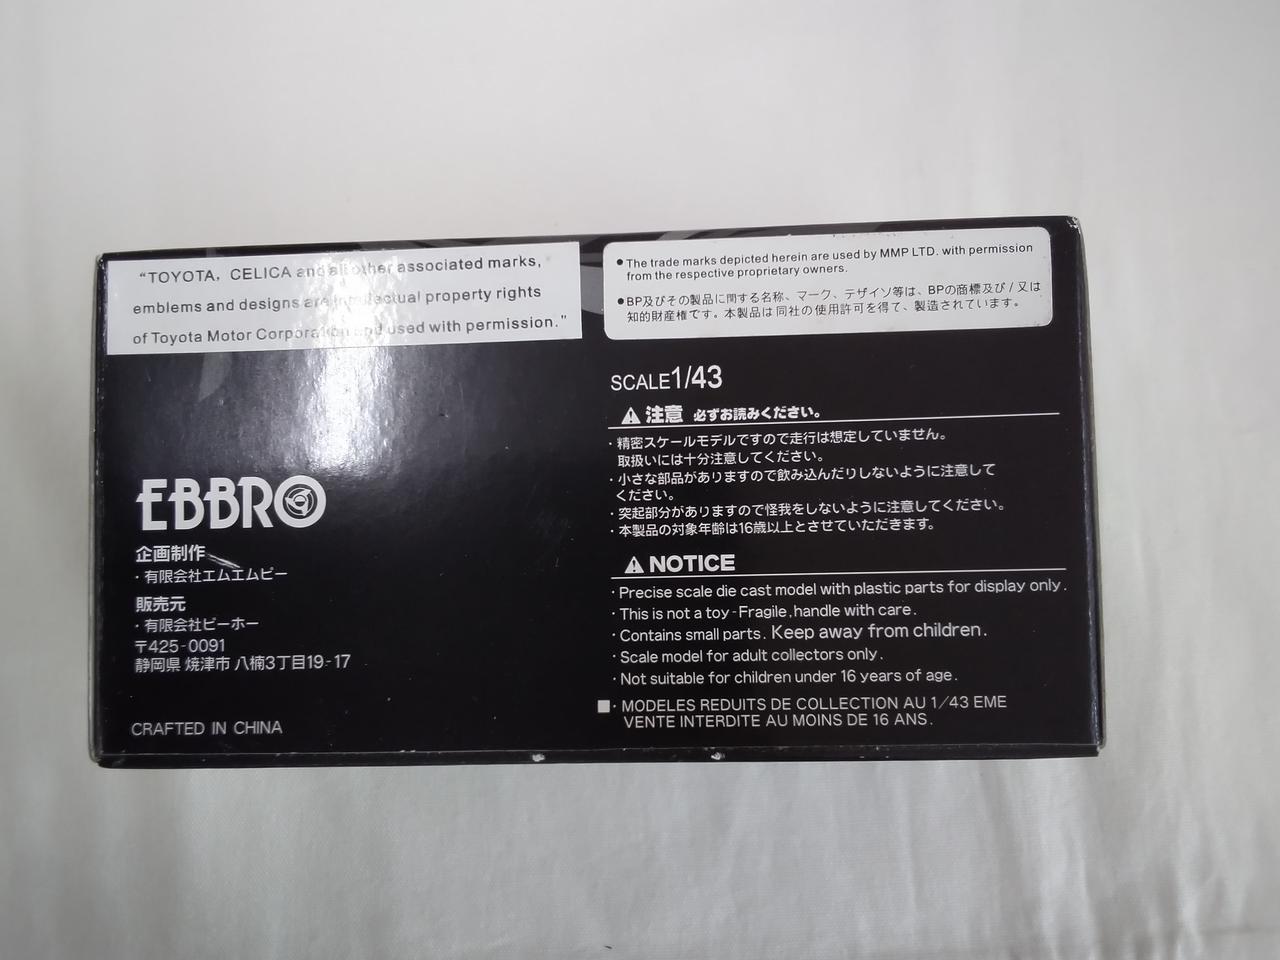 “TOYOTA, CELICA and all other associated marks,
emblems and designs are intellectual property rights
of Toyota Motor Corporation and used with permission.”
●The trade marks depicted herein are used by MMP LTD. with permission
from the respective proprietary owners.
●BP及びその製品に関する名称、マーク、デザイン等は、BPの商標及び / 又は
知的財産権です。本製品は同社の使用許可を得て、製造されています。
SCALE1/43
注意 必ずお読みください。
・精密スケールモデルですので走行は想定していません。
取扱いには十分注意してください。
・小さな部品がありますので飲み込んだりしないように注意して
ください。
・突起部分がありますので怪我をしないように注意してください。
・本製品の対象年齢は16歳以上とさせていただきます。
NOTICE
・Precise scale die cast model with plastic parts for display only.
・This is not a toy-Fragile,handle with care.
・Contains small parts. Keep away from children.
・Scale model for adult collectors only.
・Not suitable for children under 16 years of age.
■・MODELES REDUITS DE COLLECTION AU 1/43 EME
VENTE INTERDITE AU MOINS DE 16 ANS.
EBBRO
企画制作
・有限会社エムエムピー
販売元
・有限会社ビーホー
〒425-0091
静岡県 焼津市 八楠3丁目19-17
CRAFTED IN CHINA